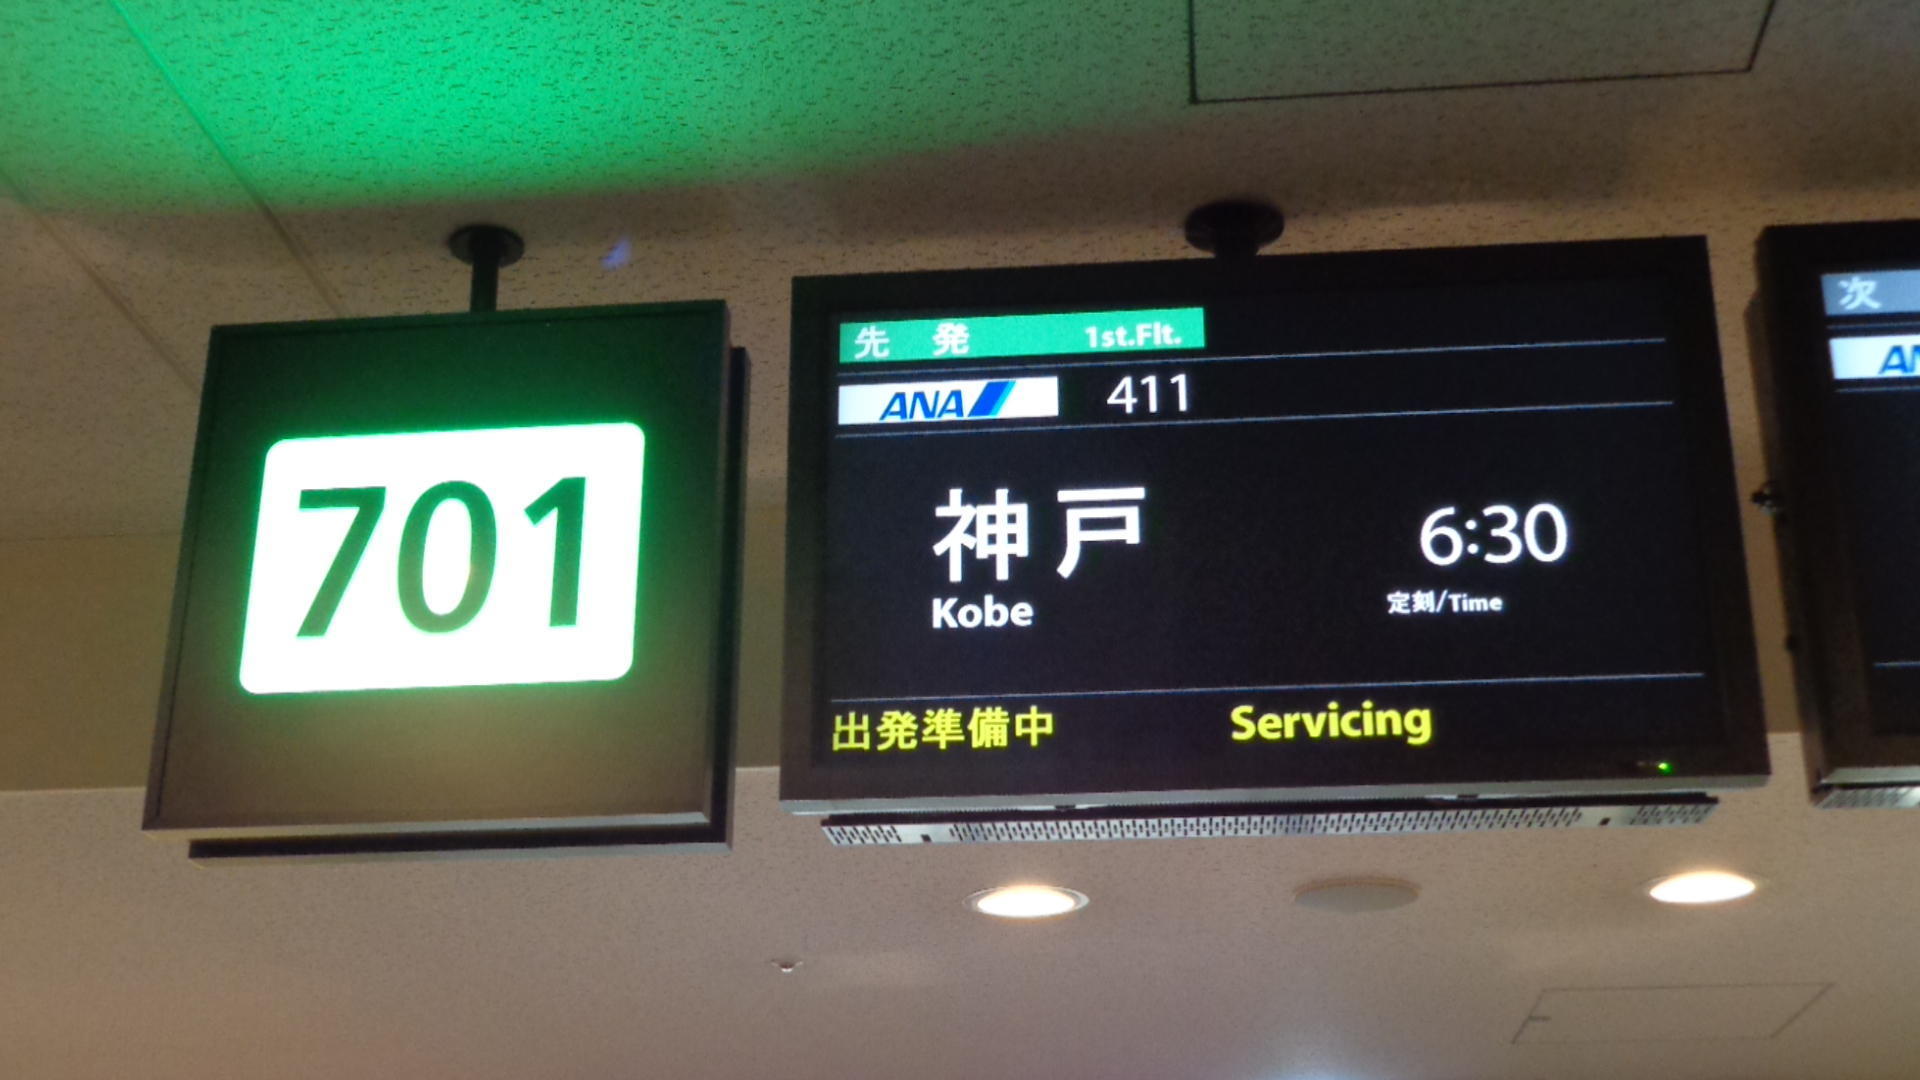 701
先 発 1st.Flt.
ANA 411
神戸 6:30
Kobe 定刻/Time
出発準備中 Servicing
次